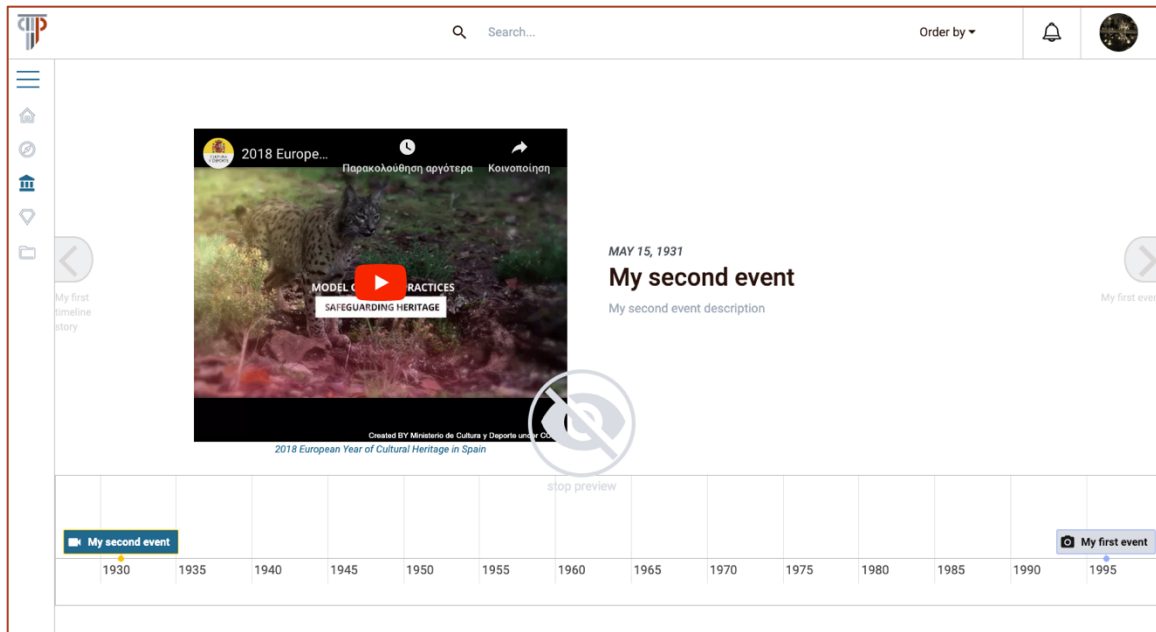 Search...
Order by
2018 Europe...
Παρακολούθηση αργότερα
Κοινοποίηση
MODEL
RACTICES
SAFEGUARDING HERITAGE
Created BY Ministerio de Cultura y Deporte under
2018 European Year of Cultural Heritage in Spain
MAY 15, 1931
My second event
My second event description
My first
timeline
story
My first even
stop preview
My second event
My first event
1930
1935
1940
1945
1950
1955
1960
1965
1970
1975
1980
1985
1990
1995